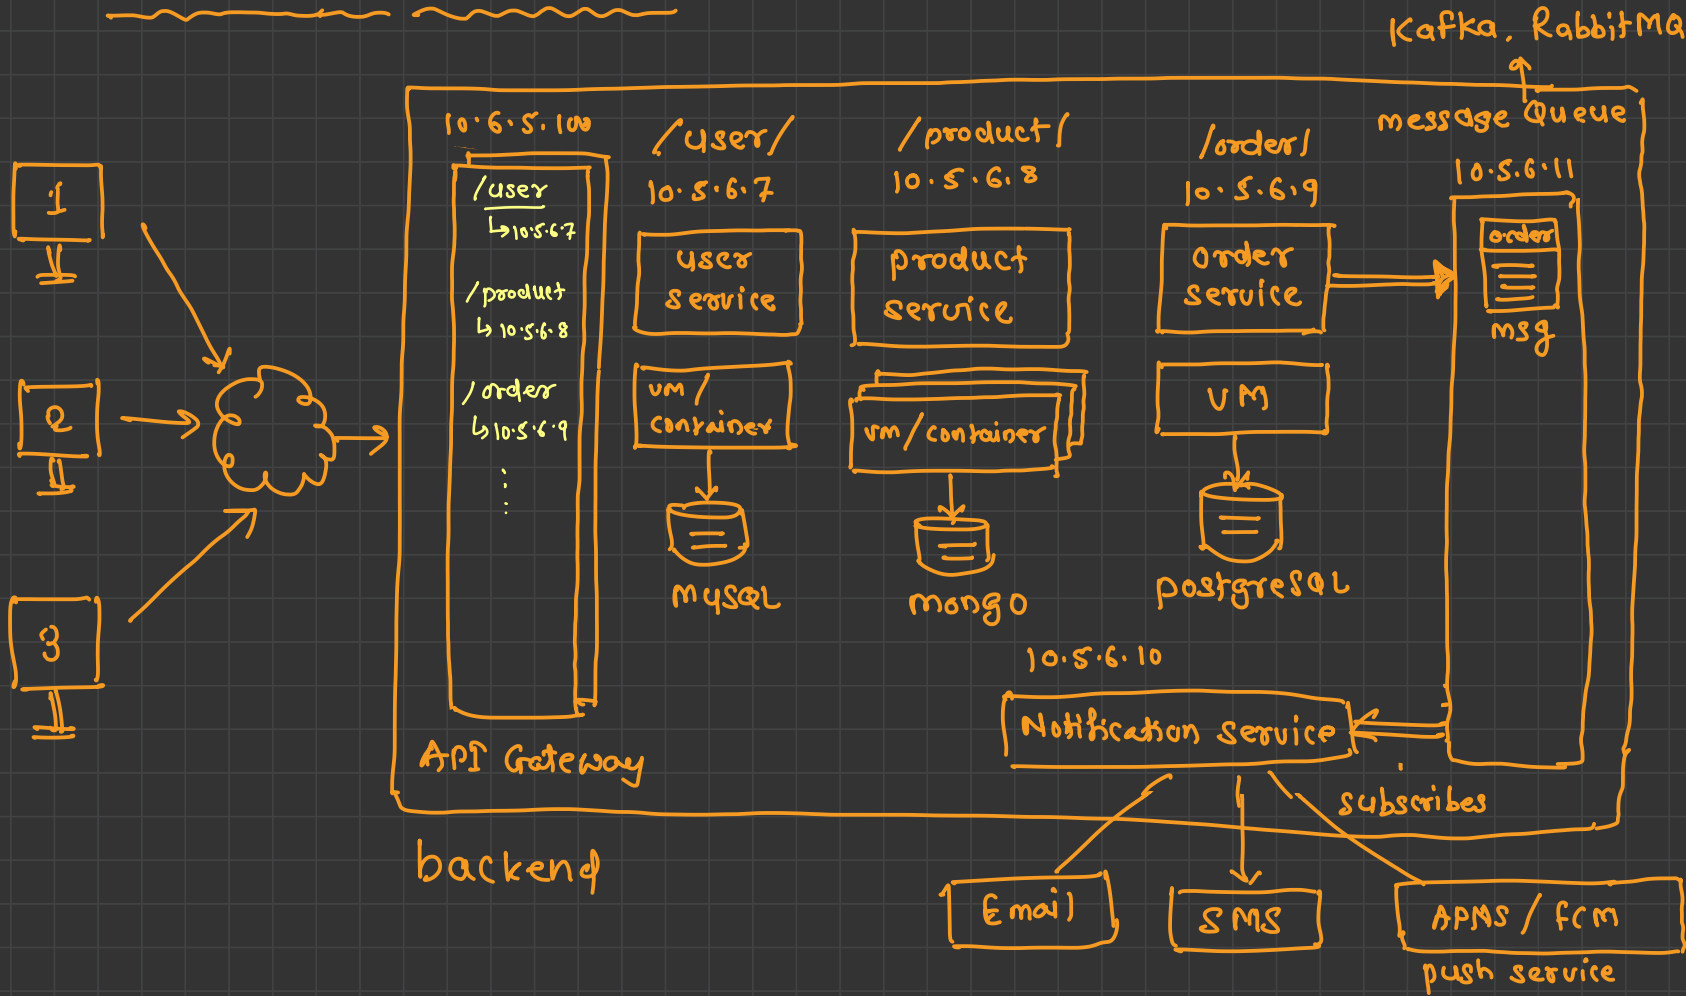 Kafka, RabbitMQ
message Queue
10.5.6.11
order
msg
1
2
3
10.6.5.100
/user
↳10.5.6.7
/product
↳10.5.6.8
/order
↳10.5.6.9
API Gateway
backend
/user/
10.5.6.7
user
service
vm/
container
MySQL
/product/
10.5.6.8
product
service
vm/container
mongo
/order/
10.5.6.9
order
service
VM
postgreSQL
10.5.6.10
Notification service
subscribes
Email
SMS
APNS / FCM
push service